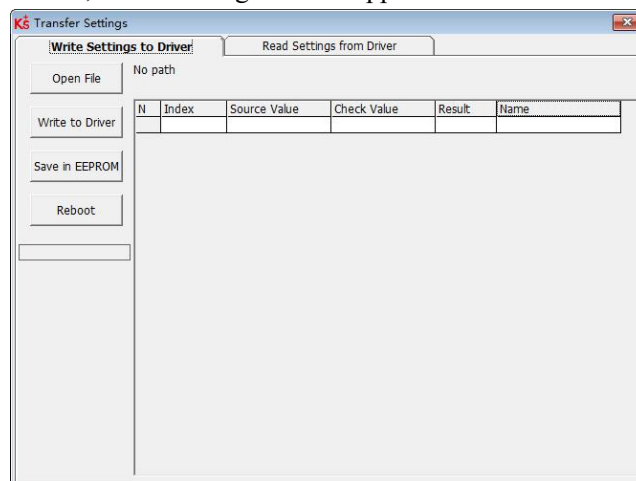 Transfer Settings
Write Settings to Driver Read Settings from Driver
Open File No path
N Index Source Value Check Value Result Name
Write to Driver
Save in EEPROM
Reboot